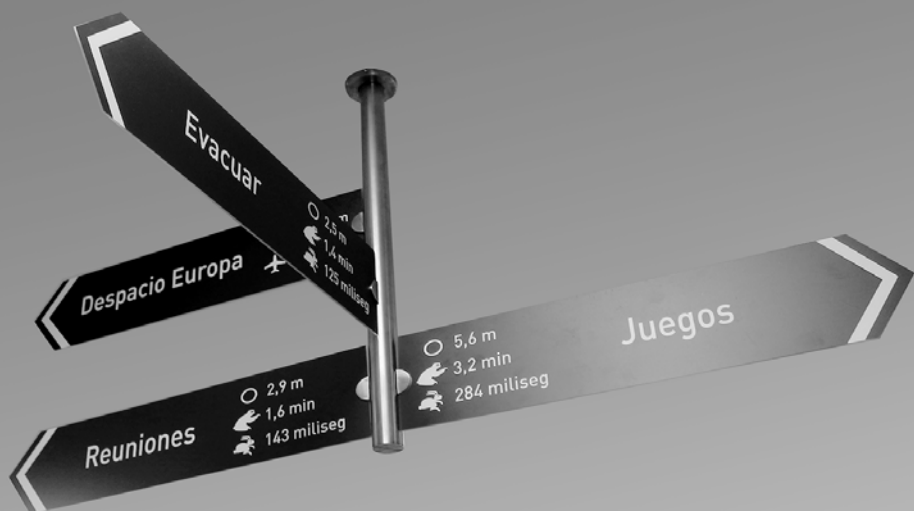 Evacuar
2,5 m
1,4 min
125 miliseg
Despacio Europa
m
Juegos
5,6 m
3,2 min
284 miliseg
Reuniones
2,9 m
1,6 min
143 miliseg